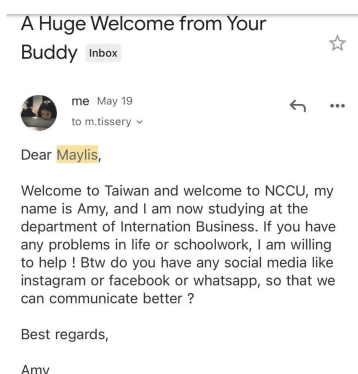 A Huge Welcome from Your
Buddy Inbox
me May 19
to m.tissery
Dear Maylis,
Welcome to Taiwan and welcome to NCCU, my
name is Amy, and I am now studying at the
department of Internation Business. If you have
any problems in life or schoolwork, I am willing
to help ! Btw do you have any social media like
instagram or facebook or whatsapp, so that we
can communicate better ?
Best regards,
Amy